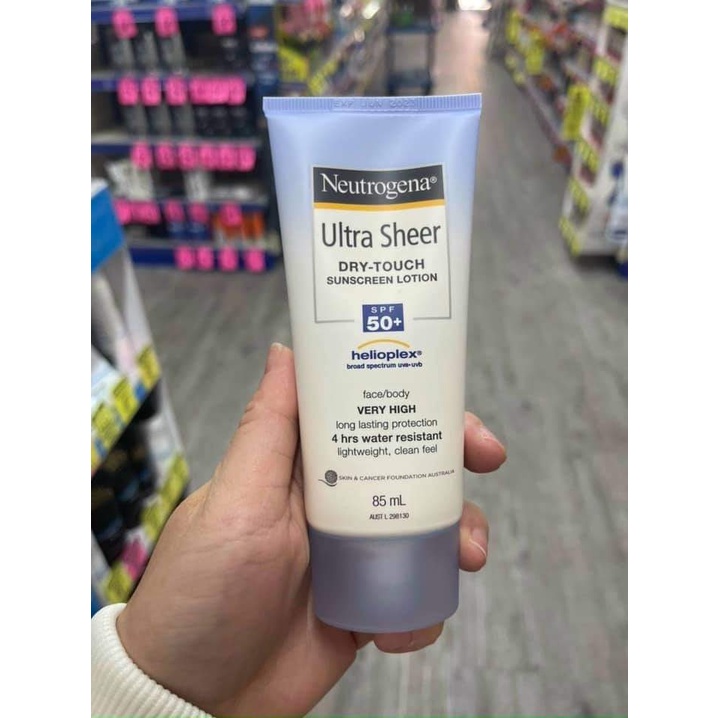 Neutrogena®
Ultra Sheer
DRY-TOUCH
SUNSCREEN LOTION
SPF
50+
helioplex®
broad spectrum uva-uvb
face/body
VERY HIGH
long lasting protection
4 hrs water resistant
lightweight, clean feel
SKIN & CANCER FOUNDATION AUSTRALIA
85 mL
AUST L 298130